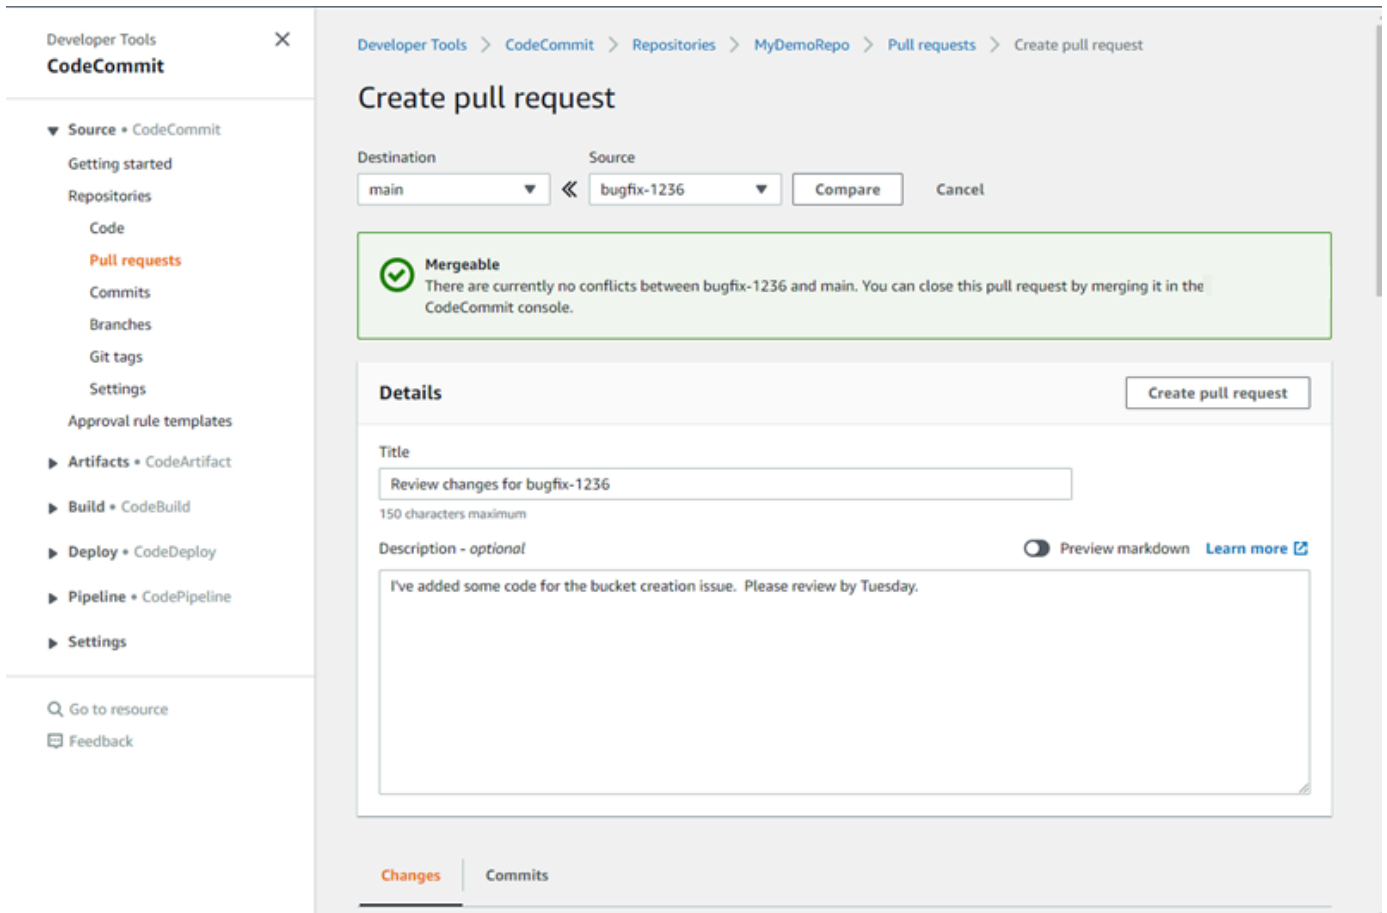 Developer Tools
CodeCommit
Source • CodeCommit
Getting started
Repositories
Code
Pull requests
Commits
Branches
Git tags
Settings
Approval rule templates
Artifacts • CodeArtifact
Build • CodeBuild
Deploy • CodeDeploy
Pipeline • CodePipeline
Settings
Go to resource
Feedback
Developer Tools > CodeCommit > Repositories > MyDemoRepo > Pull requests > Create pull request
Create pull request
Destination Source
main bugfix-1236 Compare Cancel
Mergeable
There are currently no conflicts between bugfix-1236 and main. You can close this pull request by merging it in the
CodeCommit console.
Details Create pull request
Title
Review changes for bugfix-1236
150 characters maximum
Description - optional Preview markdown Learn more
I've added some code for the bucket creation issue.  Please review by Tuesday.
Changes Commits